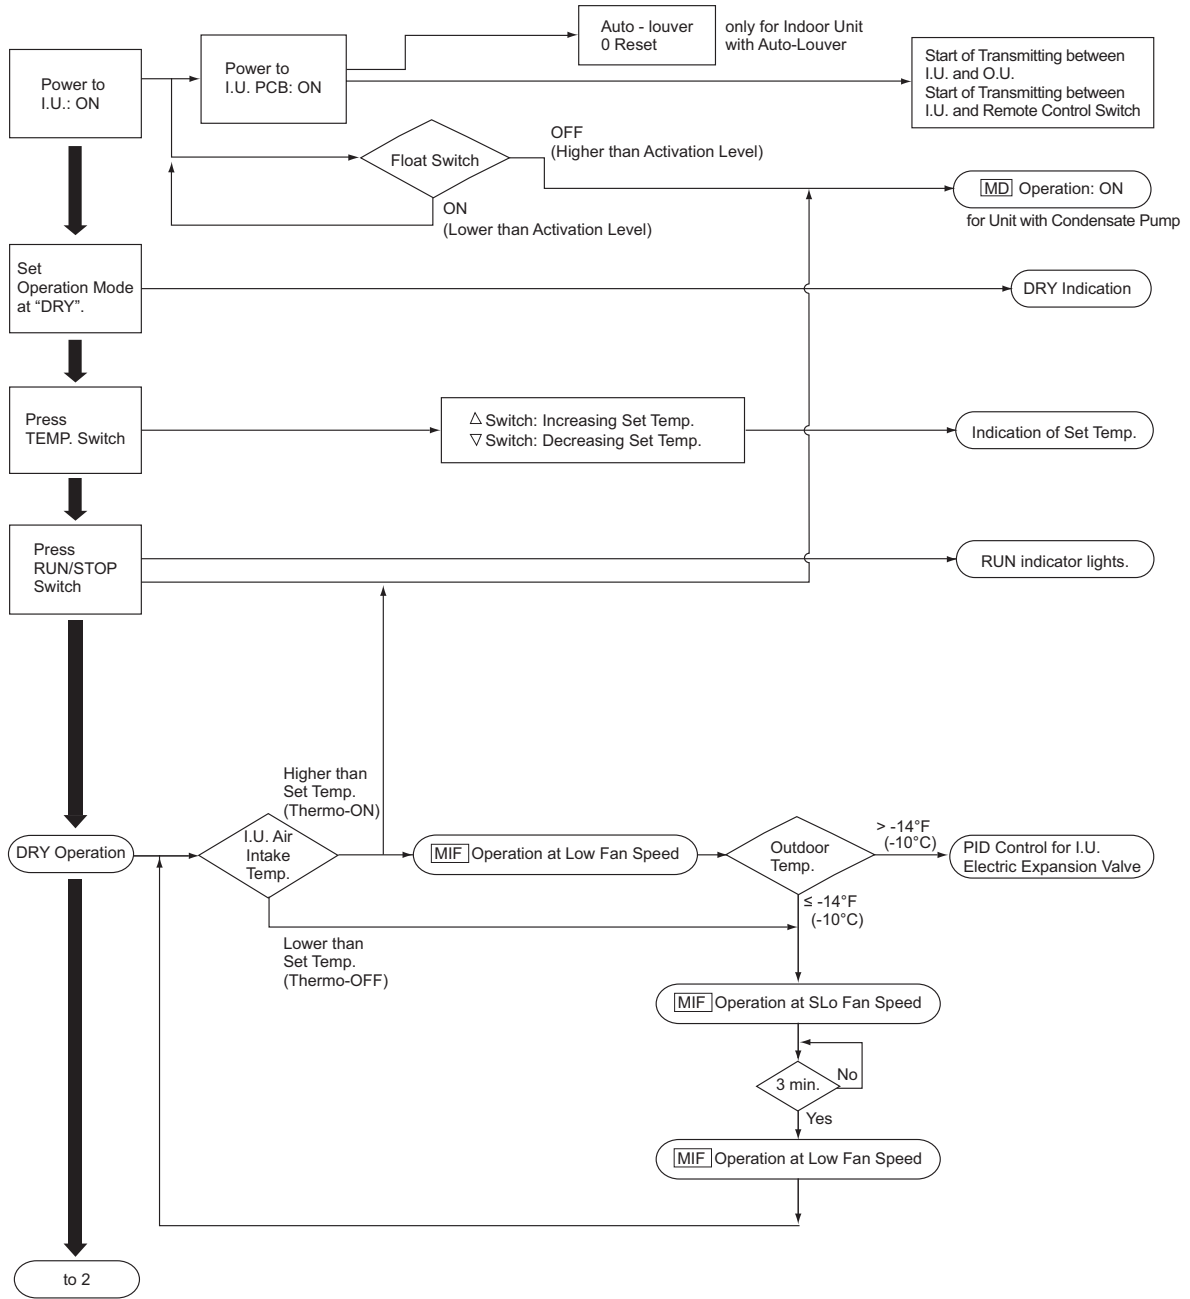 Auto - louver
0 Reset
only for Indoor Unit
with Auto-Louver
Power to
I.U.: ON
Power to
I.U. PCB: ON
Start of Transmitting between
I.U. and O.U.
Start of Transmitting between
I.U. and Remote Control Switch
OFF
(Higher than Activation Level)
Float Switch
MD Operation: ON
for Unit with Condensate Pump
ON
(Lower than Activation Level)
Set
Operation Mode
at “DRY”.
DRY Indication
Press
TEMP. Switch
△ Switch: Increasing Set Temp.
▽ Switch: Decreasing Set Temp.
Indication of Set Temp.
Press
RUN/STOP
Switch
RUN indicator lights.
Higher than
Set Temp.
(Thermo-ON)
DRY Operation
I.U. Air
Intake
Temp.
MIF Operation at Low Fan Speed
Outdoor
Temp.
> -14°F
(-10°C)
PID Control for I.U.
Electric Expansion Valve
≤ -14°F
(-10°C)
Lower than
Set Temp.
(Thermo-OFF)
MIF Operation at SLo Fan Speed
3 min.
No
Yes
MIF Operation at Low Fan Speed
to 2